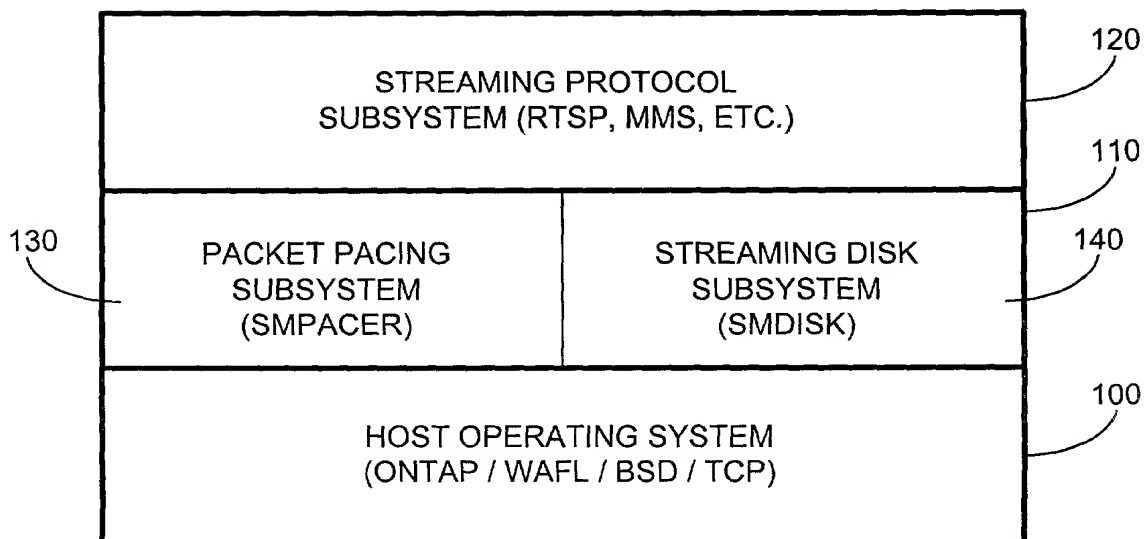 STREAMING PROTOCOL
SUBSYSTEM (RTSP, MMS, ETC.)
120
110
130
PACKET PACING
SUBSYSTEM
(SMPACER)
STREAMING DISK
SUBSYSTEM
(SMDISK)
140
HOST OPERATING SYSTEM
(ONTAP / WAFL / BSD / TCP)
100